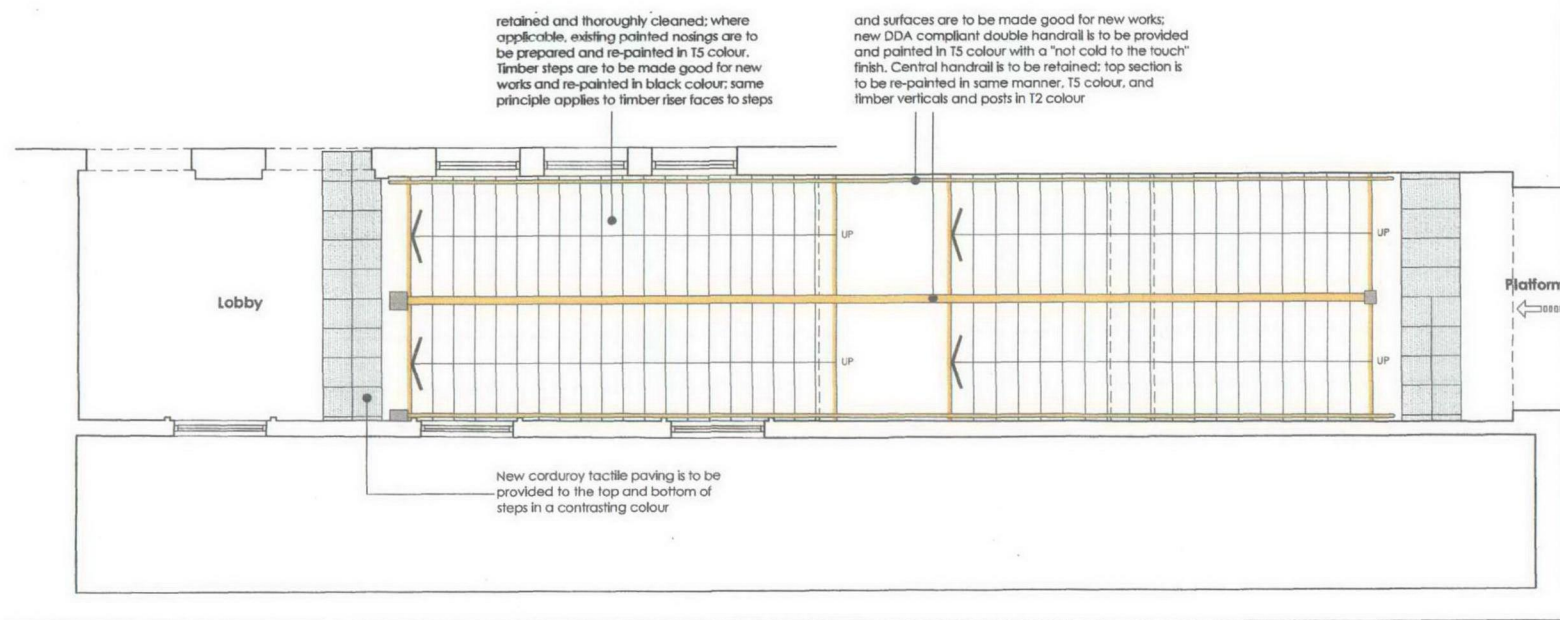 retained and thoroughly cleaned; where
applicable, existing painted nosings are to
be prepared and re-painted in T5 colour.
Timber steps are to be made good for new
works and re-painted in black colour; same
principle applies to timber riser faces to steps
and surfaces are to be made good for new works;
new DDA compliant double handrail is to be provided
and painted in T5 colour with a "not cold to the touch"
finish. Central handrail is to be retained; top section is
to be re-painted in same manner, T5 colour, and
timber verticals and posts in T2 colour
UP
UP
Lobby
Platform
UP
UP
New corduroy tactile paving is to be
provided to the top and bottom of
steps in a contrasting colour